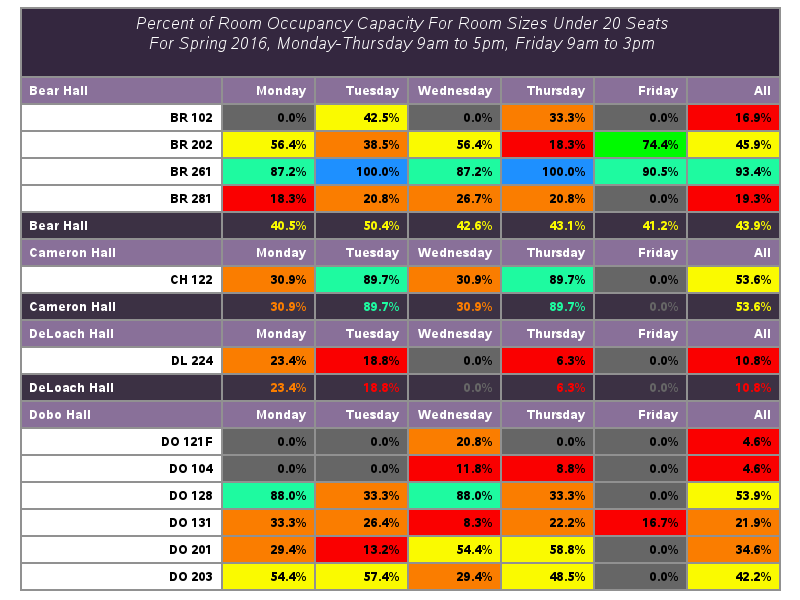 Percent of Room Occupancy Capacity For Room Sizes Under 20 Seats
For Spring 2016, Monday-Thursday 9am to 5pm, Friday 9am to 3pm
Bear Hall Monday Tuesday Wednesday Thursday Friday All
BR 102 0.0% 42.5% 0.0% 33.3% 0.0% 16.9%
BR 202 56.4% 38.5% 56.4% 18.3% 74.4% 45.9%
BR 261 87.2% 100.0% 87.2% 100.0% 90.5% 93.4%
BR 281 18.3% 20.8% 26.7% 20.8% 0.0% 19.3%
Bear Hall 40.5% 50.4% 42.6% 43.1% 41.2% 43.9%
Cameron Hall Monday Tuesday Wednesday Thursday Friday All
CH 122 30.9% 89.7% 30.9% 89.7% 0.0% 53.6%
Cameron Hall 30.9% 89.7% 30.9% 89.7% 0.0% 53.6%
DeLoach Hall Monday Tuesday Wednesday Thursday Friday All
DL 224 23.4% 18.8% 0.0% 6.3% 0.0% 10.8%
DeLoach Hall 23.4% 18.8% 0.0% 6.3% 0.0% 10.8%
Dobo Hall Monday Tuesday Wednesday Thursday Friday All
DO 121F 0.0% 0.0% 20.8% 0.0% 0.0% 4.6%
DO 104 0.0% 0.0% 11.8% 8.8% 0.0% 4.6%
DO 128 88.0% 33.3% 88.0% 33.3% 0.0% 53.9%
DO 131 33.3% 26.4% 8.3% 22.2% 16.7% 21.9%
DO 201 29.4% 13.2% 54.4% 58.8% 0.0% 34.6%
DO 203 54.4% 57.4% 29.4% 48.5% 0.0% 42.2%